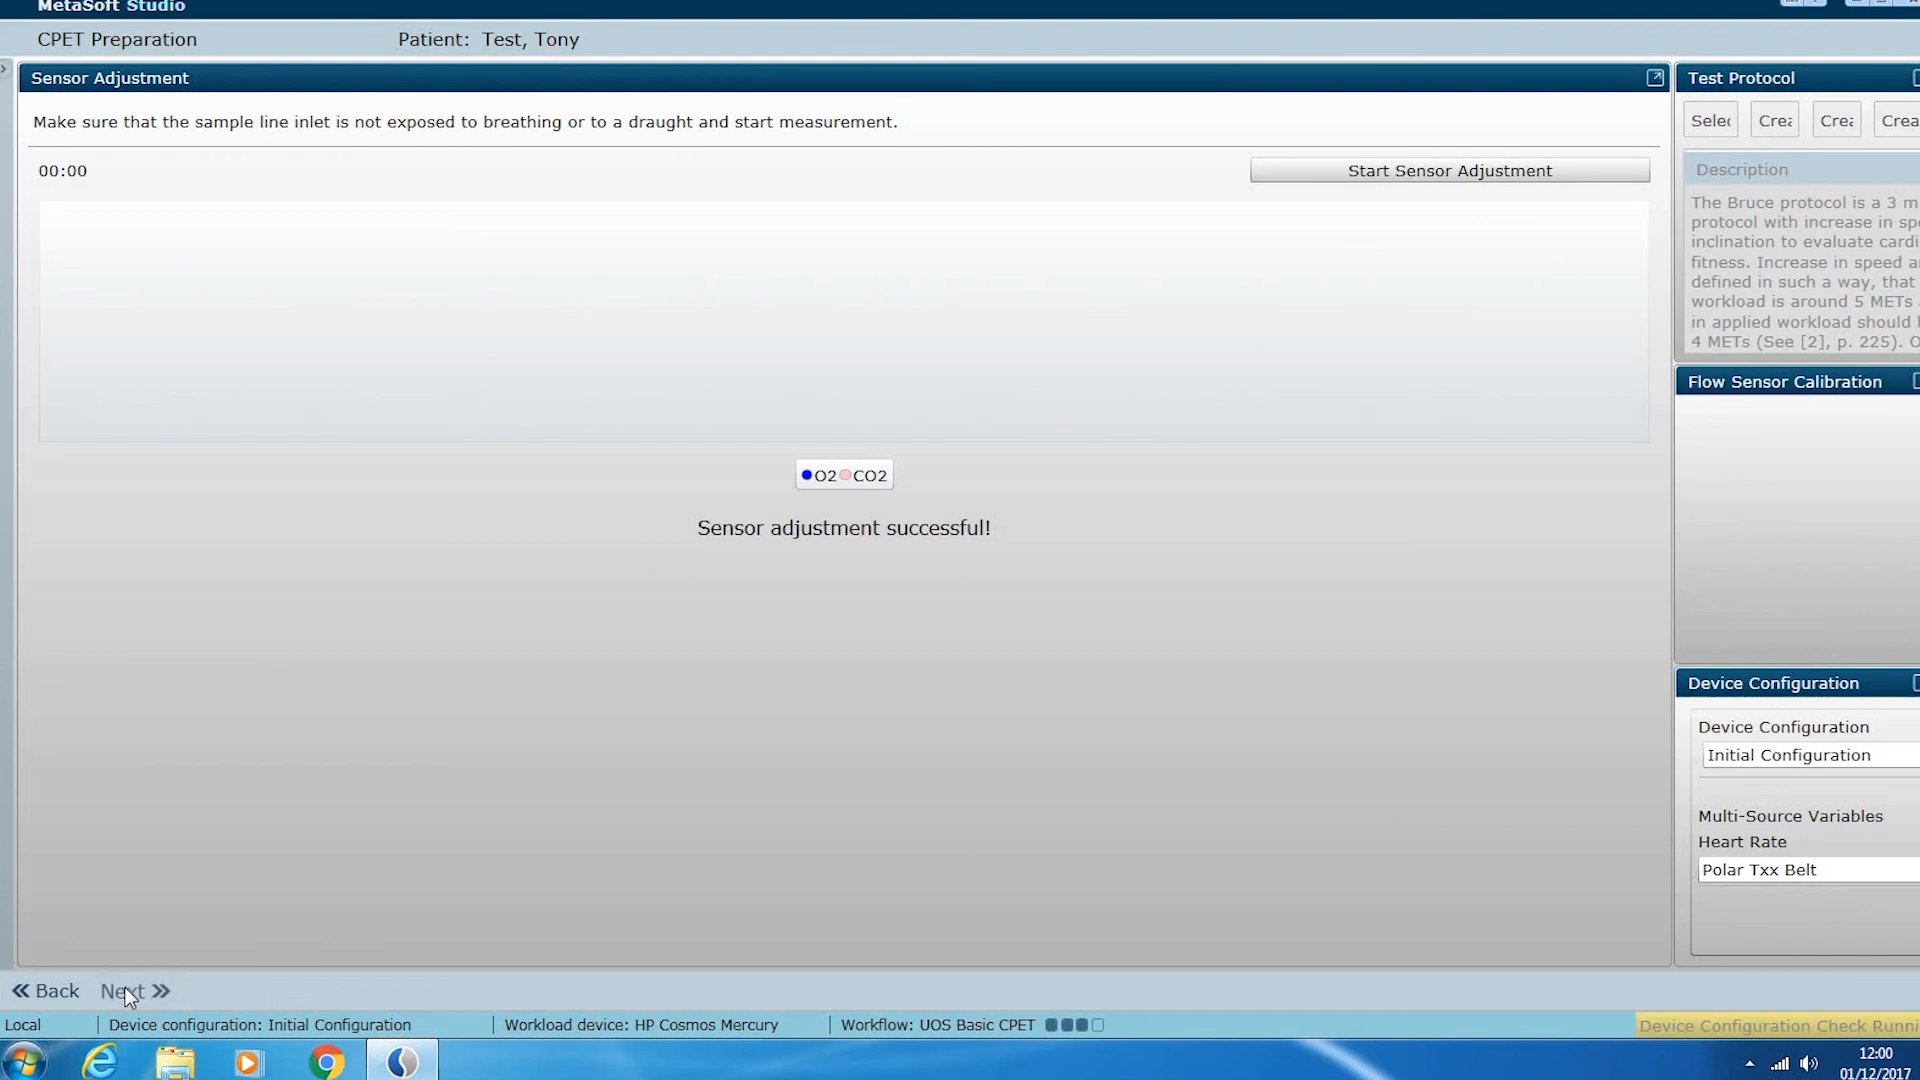 MetaSoft Studio
CPET Preparation
Patient: Test, Tony
Sensor Adjustment
Make sure that the sample line inlet is not exposed to breathing or to a draught and start measurement.
00:00
Start Sensor Adjustment
O2 CO2
Sensor adjustment successful!
Test Protocol
Selec Crea Crea Crea
Description
The Bruce protocol is a 3 m
protocol with increase in spe
inclination to evaluate cardi
fitness. Increase in speed a
defined in such a way, that
workload is around 5 METs
in applied workload should
4 METs (See [2], p. 225). O
Flow Sensor Calibration
Device Configuration
Device Configuration
Initial Configuration
Multi-Source Variables
Heart Rate
Polar Txx Belt
Back Next
Local
Device configuration: Initial Configuration
Workload device: HP Cosmos Mercury
Workflow: UOS Basic CPET
Device Configuration Check Runni
12:00
01/12/2017